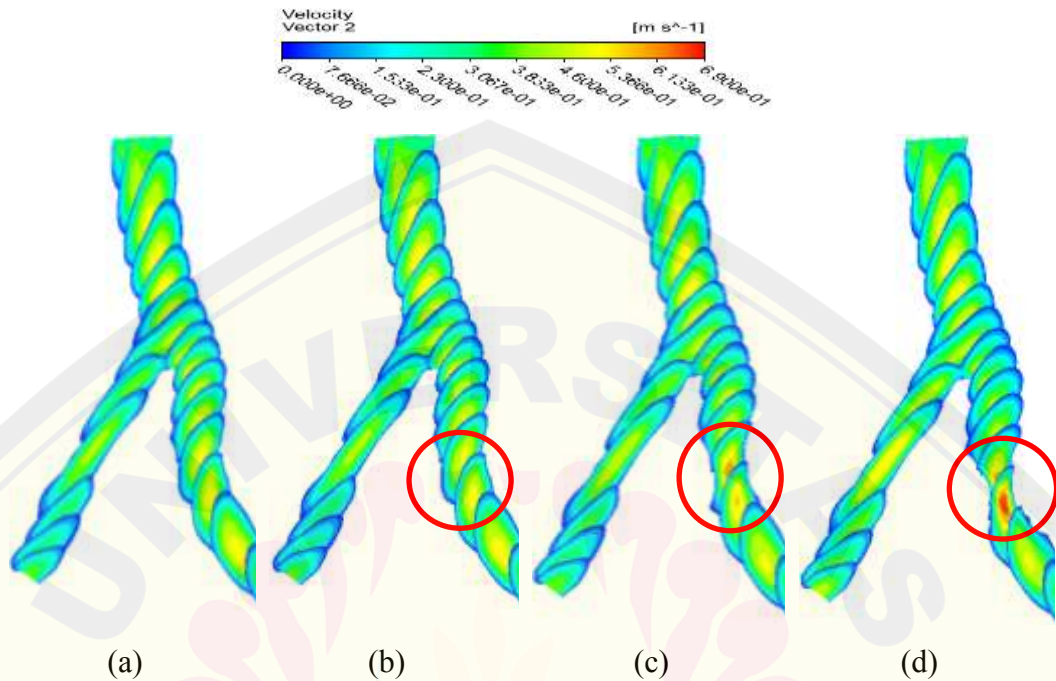 Velocity
Vector 2
[m s^-1]
0.000e+00 7.666e-02 1.533e-01 2.300e-01 3.067e-01 3.833e-01 4.600e-01 5.366e-01 6.133e-01 6.900e-01
UNIVERSITAS
(a) (b) (c) (d)